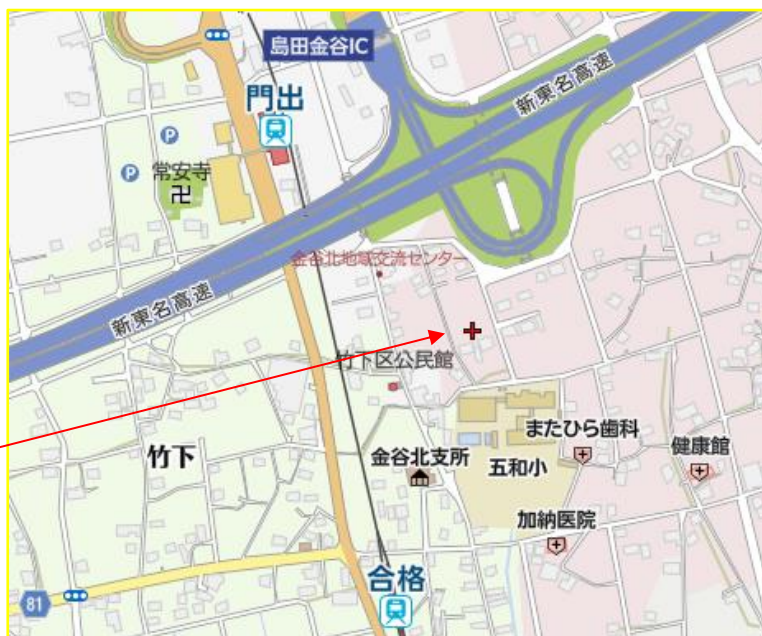 島田金谷IC
新東名高速
門出
P
常安寺
P
金谷北地域交流センター
新東名高速
竹下区公民館
またひら歯科
健康館
竹下
金谷北支所
五和小
加納医院
合格
81